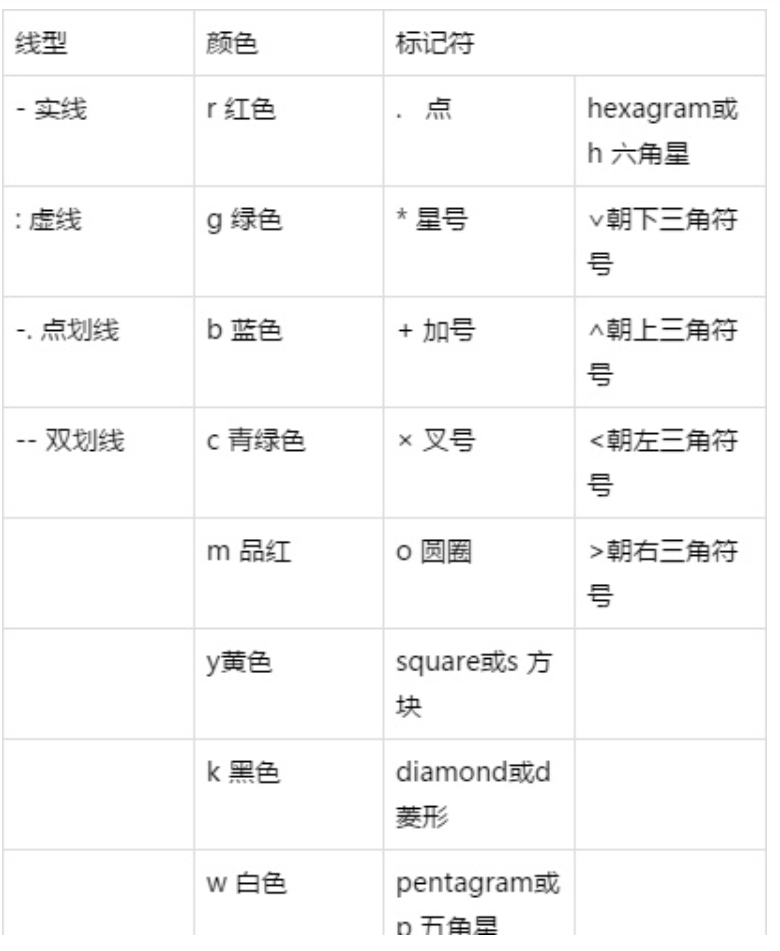 线型 颜色 标记符
- 实线 r 红色 . 点 hexagram或
h 六角星
: 虚线 g 绿色 * 星号 ∨朝下三角符
号
-. 点划线 b 蓝色 + 加号 ∧朝上三角符
号
-- 双划线 c 青绿色 × 叉号 <朝左三角符
号
m 品红 o 圆圈 >朝右三角符
号
y黄色 square或s 方
块
k 黑色 diamond或d
菱形
w 白色 pentagram或
p 五角星